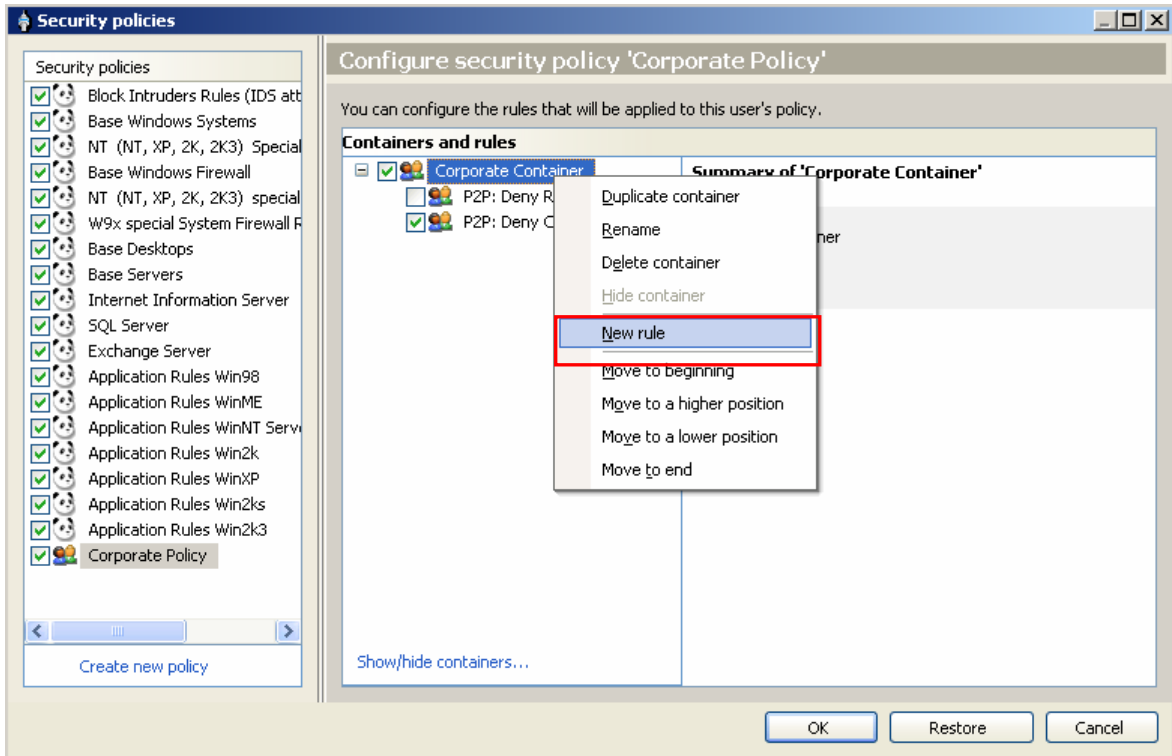 Security policies
Security policies
Block Intruders Rules (IDS att
Base Windows Systems
NT (NT, XP, 2K, 2K3) Special
Base Windows Firewall
NT (NT, XP, 2K, 2K3) special
W9x special System Firewall R
Base Desktops
Base Servers
Internet Information Server
SQL Server
Exchange Server
Application Rules Win98
Application Rules WinME
Application Rules WinNT Serv
Application Rules Win2k
Application Rules WinXP
Application Rules Win2ks
Application Rules Win2k3
Corporate Policy
Create new policy
Configure security policy 'Corporate Policy'
You can configure the rules that will be applied to this user's policy.
Containers and rules
Corporate Container
P2P: Deny R
P2P: Deny C
Show/hide containers...
Summary of 'Corporate Container'
ner
Duplicate container
Rename
Delete container
Hide container
New rule
Move to beginning
Move to a higher position
Move to a lower position
Move to end
OK
Restore
Cancel